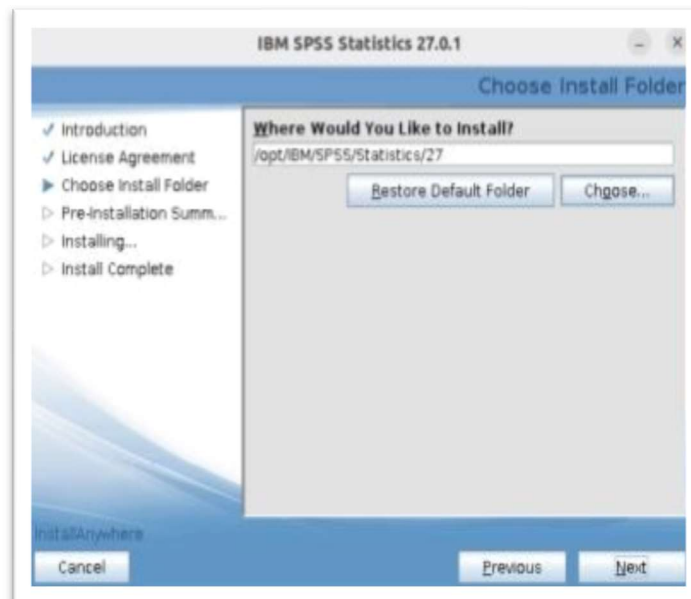 IBM SPSS Statistics 27.0.1
Choose Install Folder
Introduction
License Agreement
Choose Install Folder
Pre-Installation Summ...
Installing...
Install Complete
Where Would You Like to Install?
/opt/IBM/SPSS/Statistics/27
Restore Default Folder
Choose...
InstallAnywhere
Cancel
Previous
Next